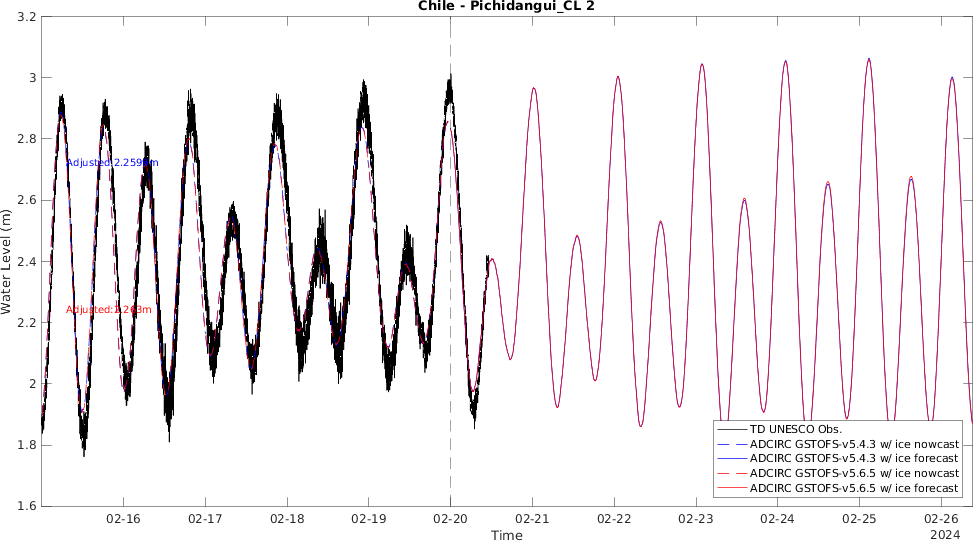 Chile - Pichidangui_CL 2
3.2
3
2.8
2.6
2.4
2.2
2
1.8
1.6
Water Level (m)
Adjusted:
Adjusted:
TD UNESCO Obs.
ADCIRC GSTOFS-v5.4.3 w/ ice nowcast
ADCIRC GSTOFS-v5.4.3 w/ ice forecast
ADCIRC GSTOFS-v5.6.5 w/ ice nowcast
ADCIRC GSTOFS-v5.6.5 w/ ice forecast
02-16 02-17 02-18 02-19 02-20 02-21 02-22 02-23 02-24 02-25 02-26
Time
2024